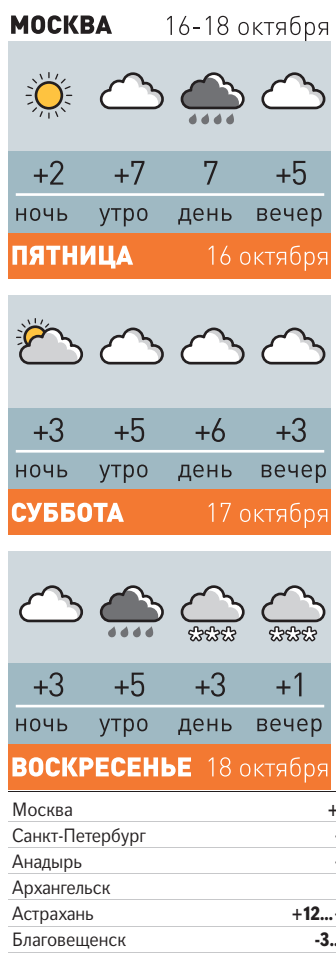 МОСКВА 16-18 октября
+2 +7 7 +5
ночь утро день вечер
ПЯТНИЦА 16 октября
+3 +5 +6 +3
ночь утро день вечер
СУББОТА 17 октября
+3 +5 +3 +1
ночь утро день вечер
ВОСКРЕСЕНЬЕ 18 октября
Москва +
Санкт-Петербург
Анадырь
Архангельск
Астрахань +12...
Благовещенск -3..